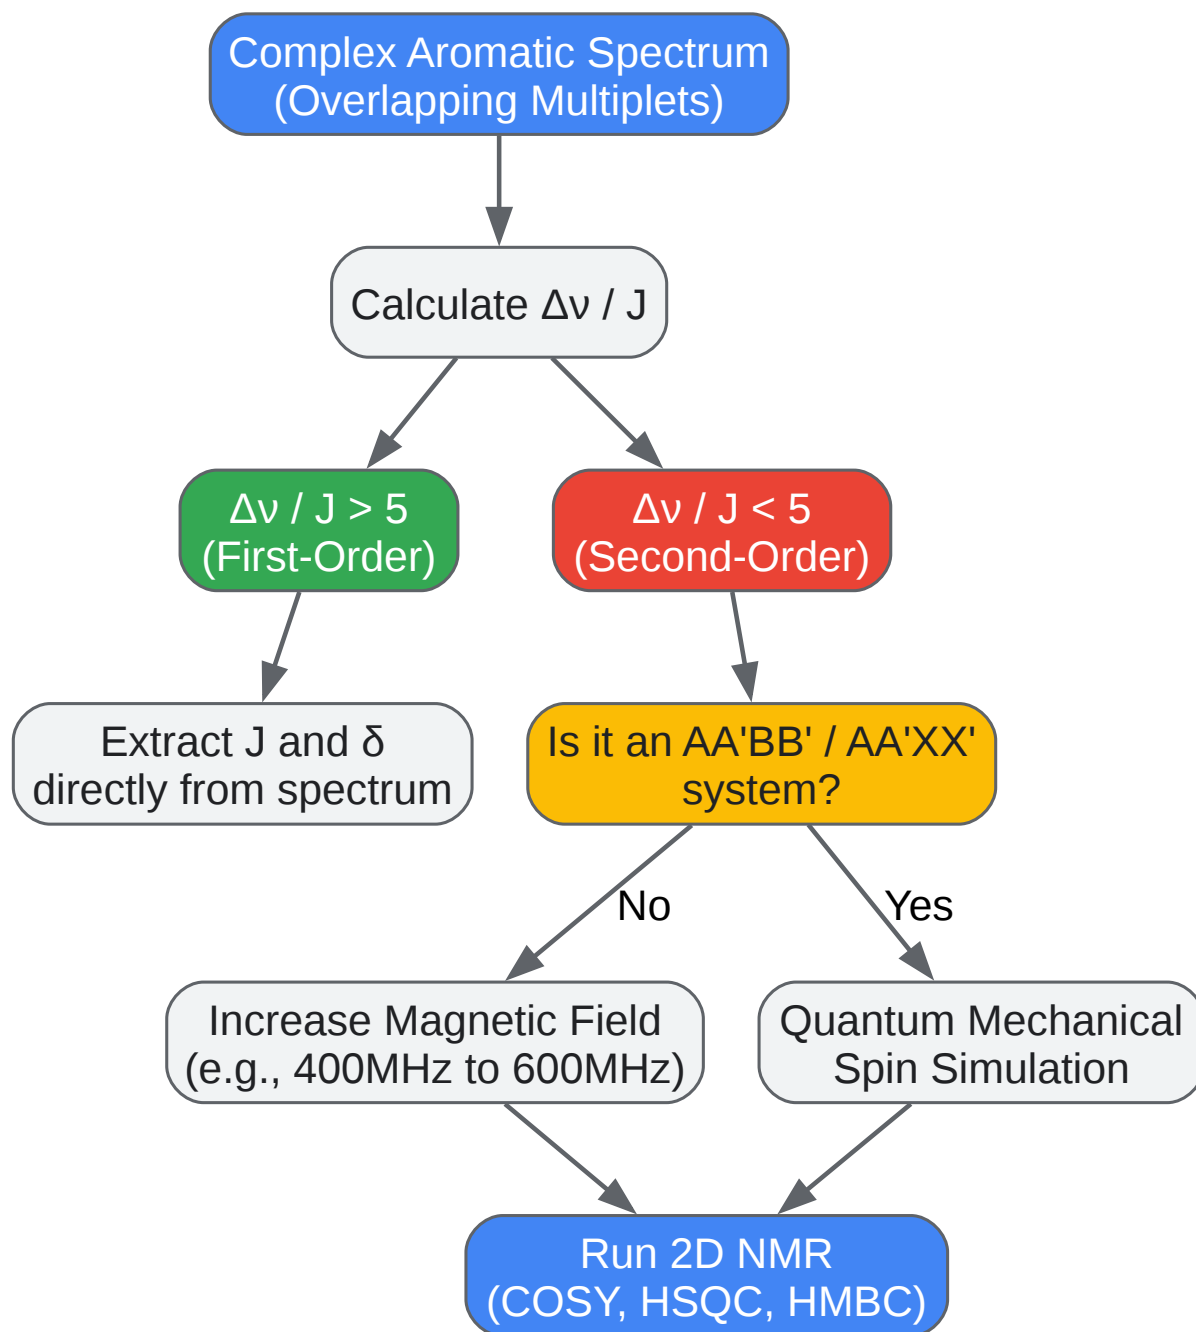 Complex Aromatic Spectrum
(Overlapping Multiplets)
Calculate Δν / J
Δν / J > 5
(First-Order)
Δν / J < 5
(Second-Order)
Extract J and δ
directly from spectrum
Is it an AA'BB' / AA'XX'
system?
No
Yes
Increase Magnetic Field
(e.g., 400MHz to 600MHz)
Quantum Mechanical
Spin Simulation
Run 2D NMR
(COSY, HSQC, HMBC)